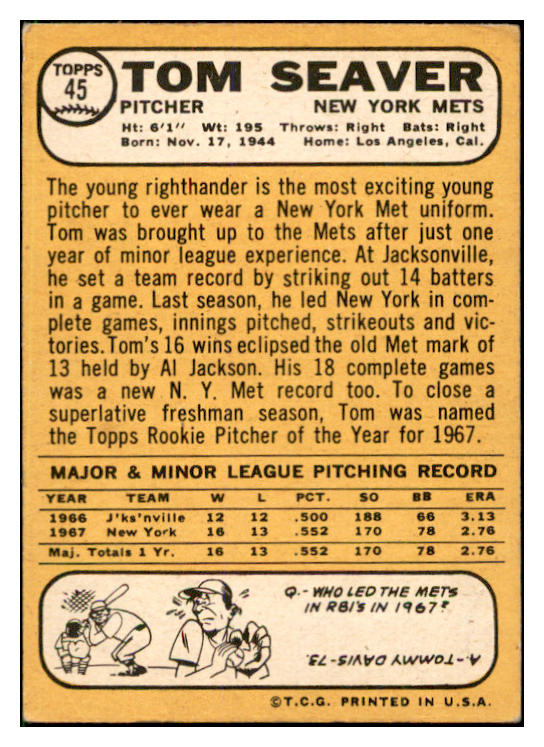 TOPPS
45
TOM SEAVER
PITCHER NEW YORK METS
Ht: 6'1" Wt: 195 Throws: Right Bats: Right
Born: Nov. 17, 1944 Home: Los Angeles, Cal.
The young righthander is the most exciting young
pitcher to ever wear a New York Met uniform.
Tom was brought up to the Mets after just one
year of minor league experience. At Jacksonville,
he set a team record by striking out 14 batters
in a game. Last season, he led New York in com-
plete games, innings pitched, strikeouts and vic-
tories. Tom's 16 wins eclipsed the old Met mark of
13 held by Al Jackson. His 18 complete games
was a new N. Y. Met record too. To close a
superlative freshman season, Tom was named
the Topps Rookie Pitcher of the Year for 1967.
MAJOR & MINOR LEAGUE PITCHING RECORD
YEAR TEAM W L PCT. SO BB ERA
1966 J'ks'nville 12 12 .500 188 66 3.13
1967 New York 16 13 .552 170 78 2.76
Maj. Totals 1 Yr. 16 13 .552 170 78 2.76
Q.- WHO LED THE METS
IN RBI'S IN 1967?
A.- TOMMY DAVIS-73.
©T.C.G. PRINTED IN U.S.A.